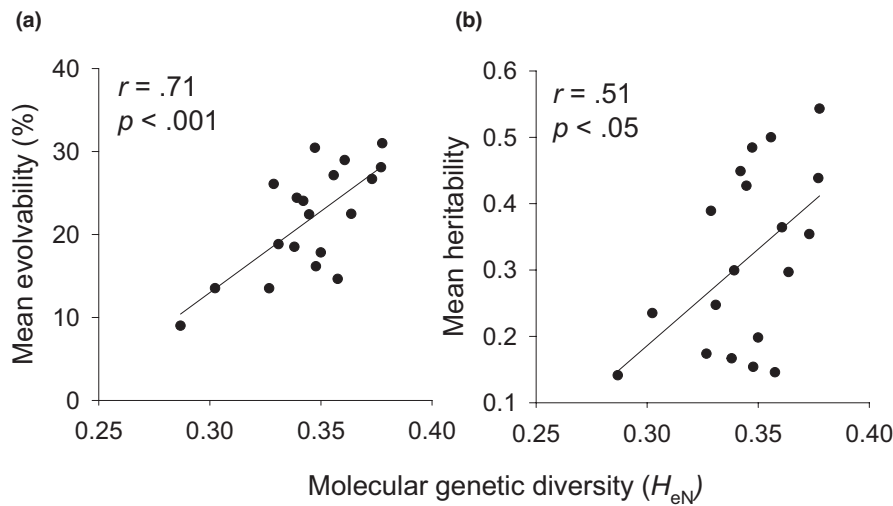 (a)
r = .71
p < .001
Mean evolvability (%)
40
30
20
10
0
0.25 0.30 0.35 0.40
(b)
r = .51
p < .05
Mean heritability
0.6
0.5
0.4
0.3
0.2
0.1
0.25 0.30 0.35 0.40
Molecular genetic diversity (HeN)